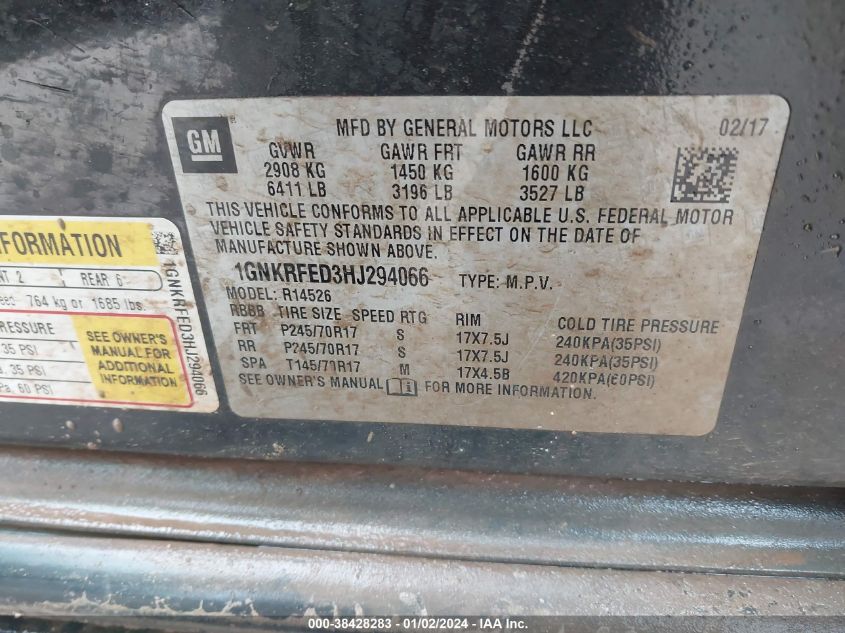 GM
MFD BY GENERAL MOTORS LLC 02/17
GVWR GAWR FRT GAWR RR
2908 KG 1450 KG 1600 KG
6411 LB 3196 LB 3527 LB
THIS VEHICLE CONFORMS TO ALL APPLICABLE U.S. FEDERAL MOTOR
VEHICLE SAFETY STANDARDS IN EFFECT ON THE DATE OF
MANUFACTURE SHOWN ABOVE.
1GNKRFED3HJ294066 TYPE: M.P.V.
MODEL: R14526
RBBB TIRE SIZE SPEED RTG RIM COLD TIRE PRESSURE
FRT P245/70R17 S 17X7.5J 240KPA(35PSI)
RR P245/70R17 S 17X7.5J 240KPA(35PSI)
SPA T145/70R17 M 17X4.5B 420KPA(60PSI)
SEE OWNER'S MANUAL FOR MORE INFORMATION.
FORMATION
NT 2 REAR 6
eed 764 kg or 1685 lbs.
PRESSURE
35 PSI
35 PSI
a, 60 PSI
SEE OWNER'S
MANUAL FOR
ADDITIONAL
INFORMATION
1GNKRFED3HJ294066
000-38428283 - 01/02/2024 - IAA Inc.